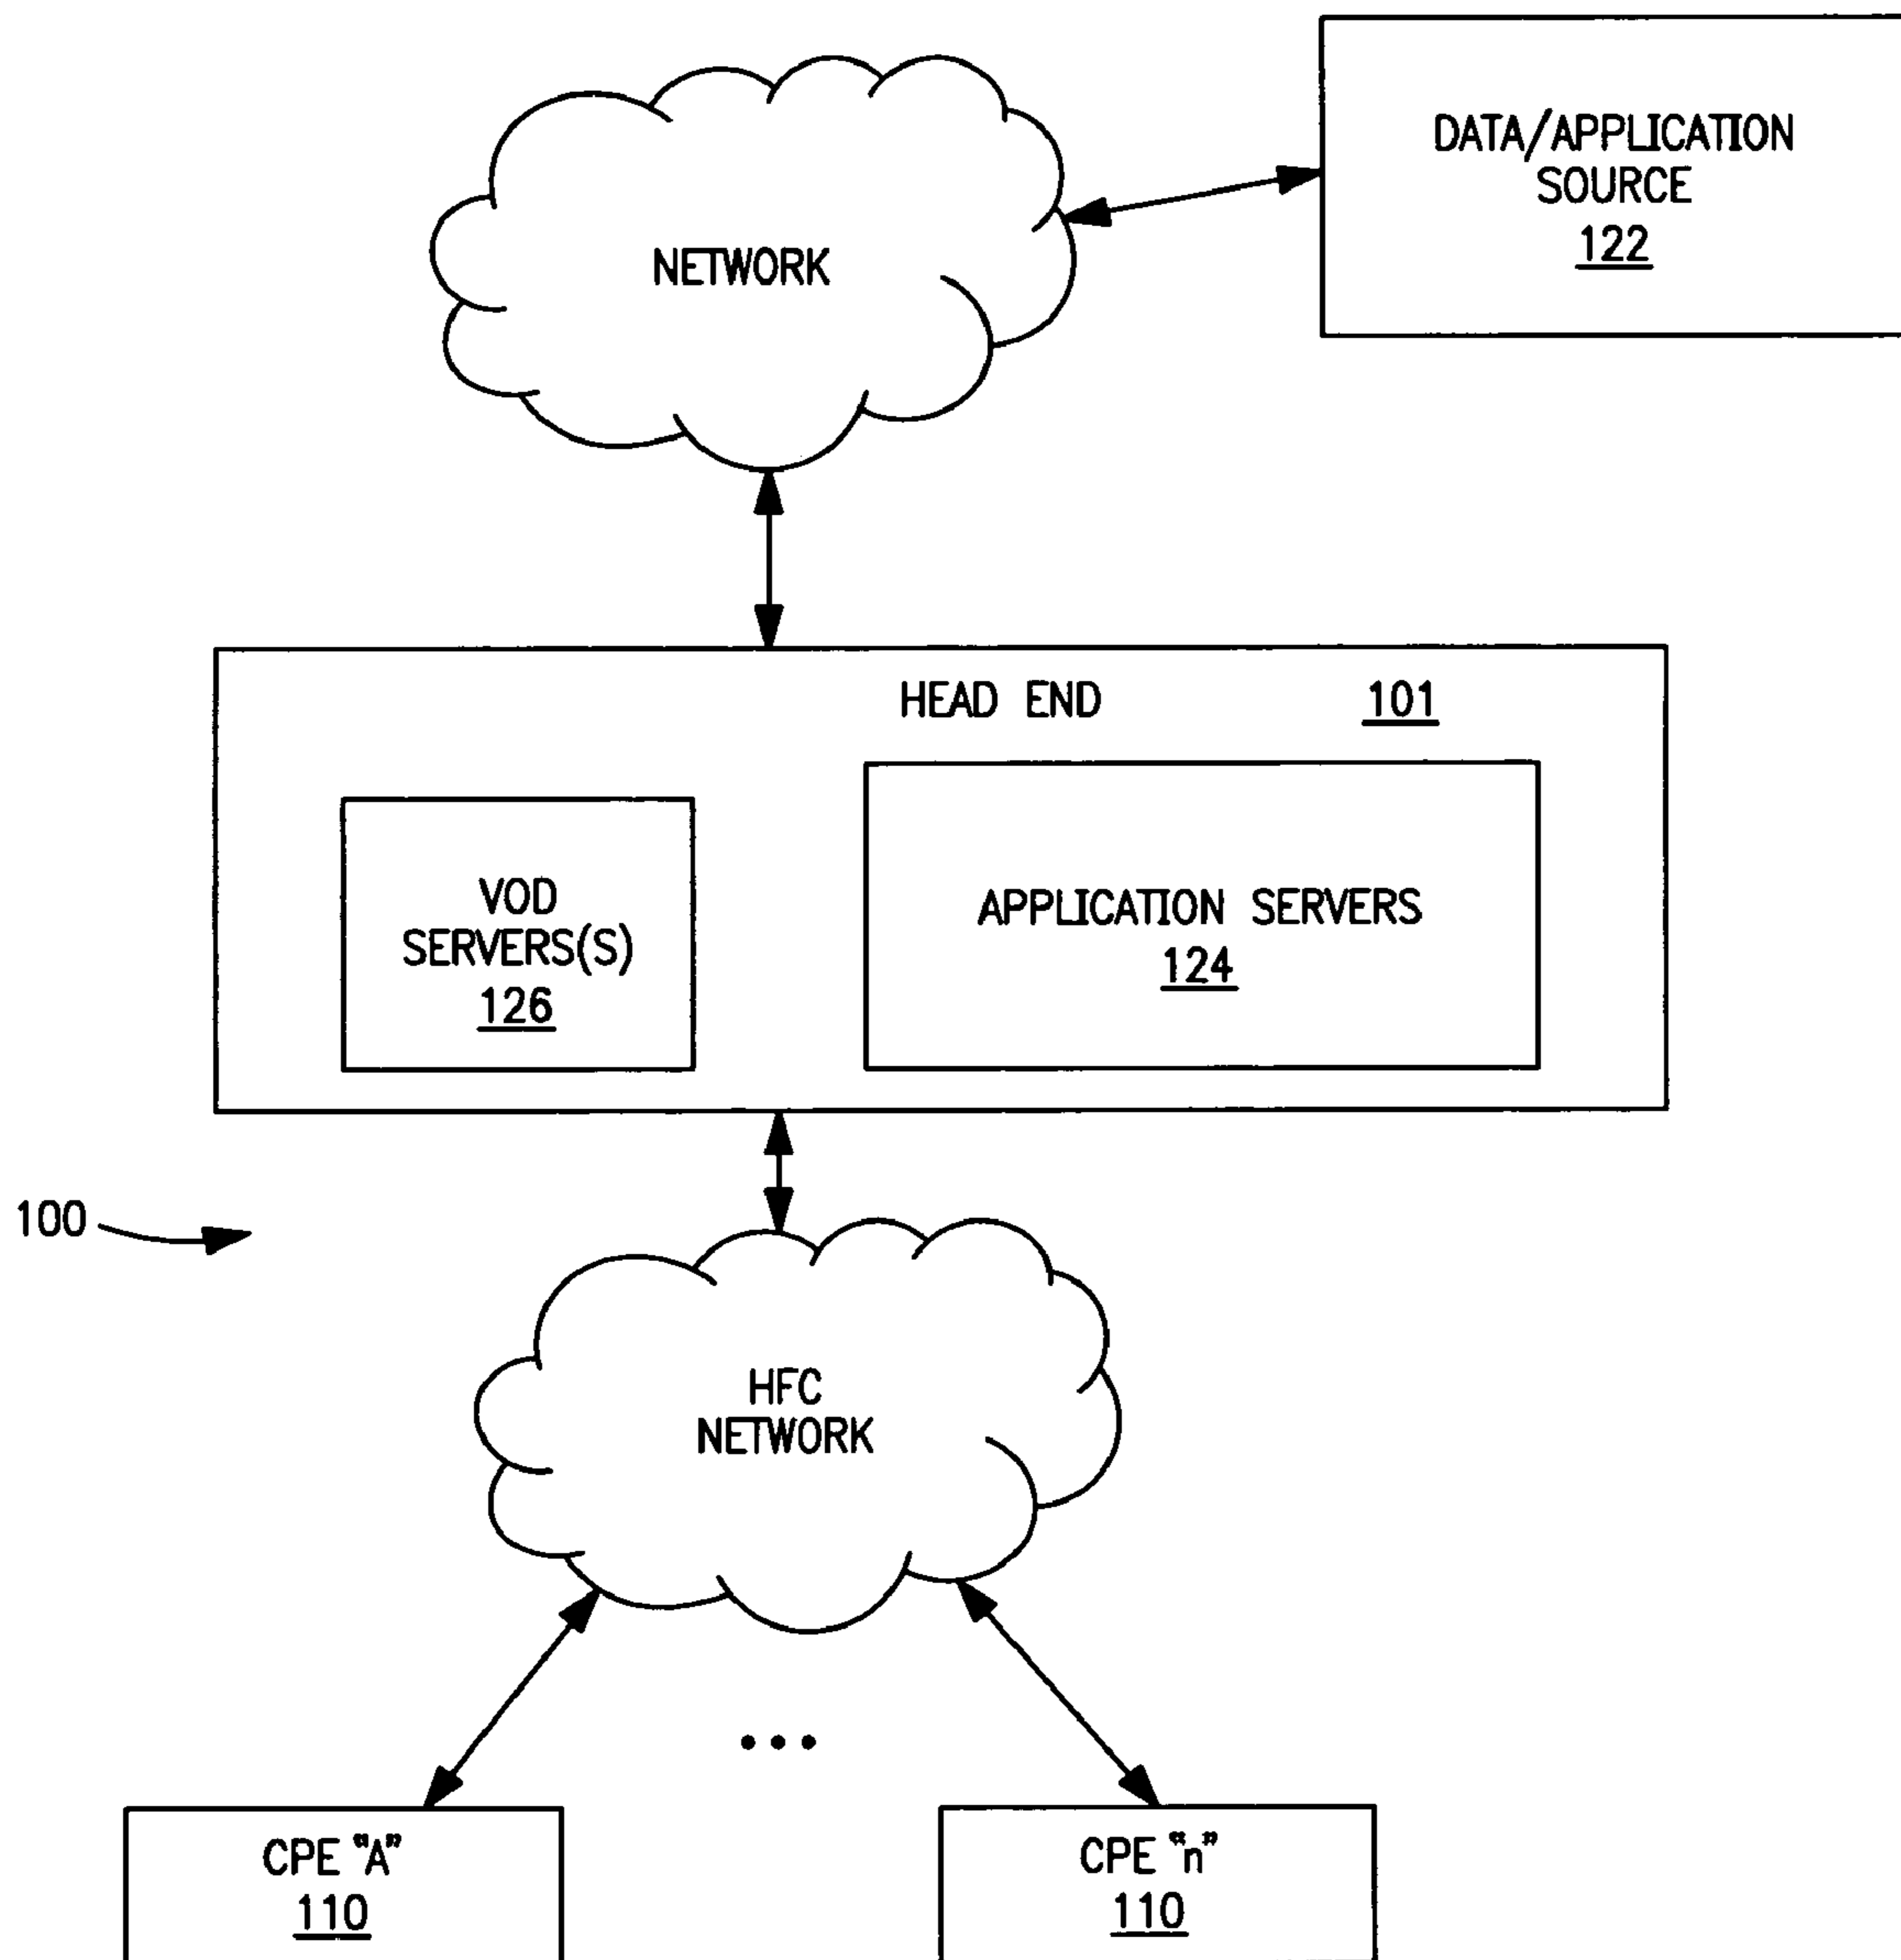 DATA/APPLICATION
SOURCE
122
NETWORK
HEAD END 101
VOD
SERVERS(S)
126
APPLICATION SERVERS
124
100
HFC
NETWORK
...
CPE "A"
110
CPE "n"
110